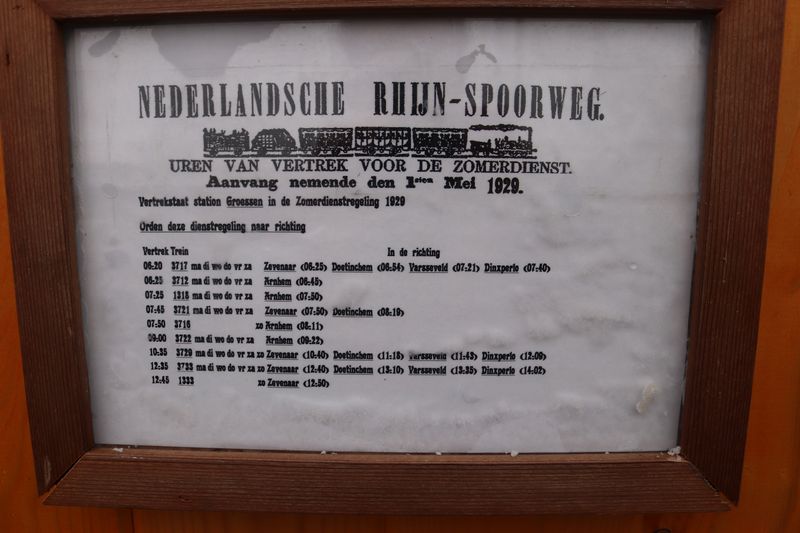 NEDERLANDSCHE RHIJN-SPOORWEG.
UREN VAN VERTREK VOOR DE ZOMERDIENST.
Aanvang nemende den 1sten Mei 1929.
Vertrekstaat station Groessen in de Zomerdienstregeling 1929
Orden deze dienstregeling naar richting
Vertrek Trein In de richting
06:20 3717 ma di wo do vr za Zevenaar (06:25) Doetinchem (06:54) Varsseveld (07:21) Dinxperlo (07:40)
06:25 3712 ma di wo do vr za Arnhem (06:45)
07:25 1318 ma di wo do vr za Arnhem (07:50)
07:45 3721 ma di wo do vr za Zevenaar (07:50) Doetinchem (08:19)
07:50 3716 zo Arnhem (08:11)
09:00 3722 ma di wo do vr za Arnhem (09:22)
10:35 3729 ma di wo do vr za zo Zevenaar (10:40) Doetinchem (11:18) Varsseveld (11:43) Dinxperlo (12:09)
12:35 3733 ma di wo do vr za zo Zevenaar (12:40) Doetinchem (13:10) Varsseveld (13:35) Dinxperlo (14:02)
12:45 1333 zo Zevenaar (12:50)